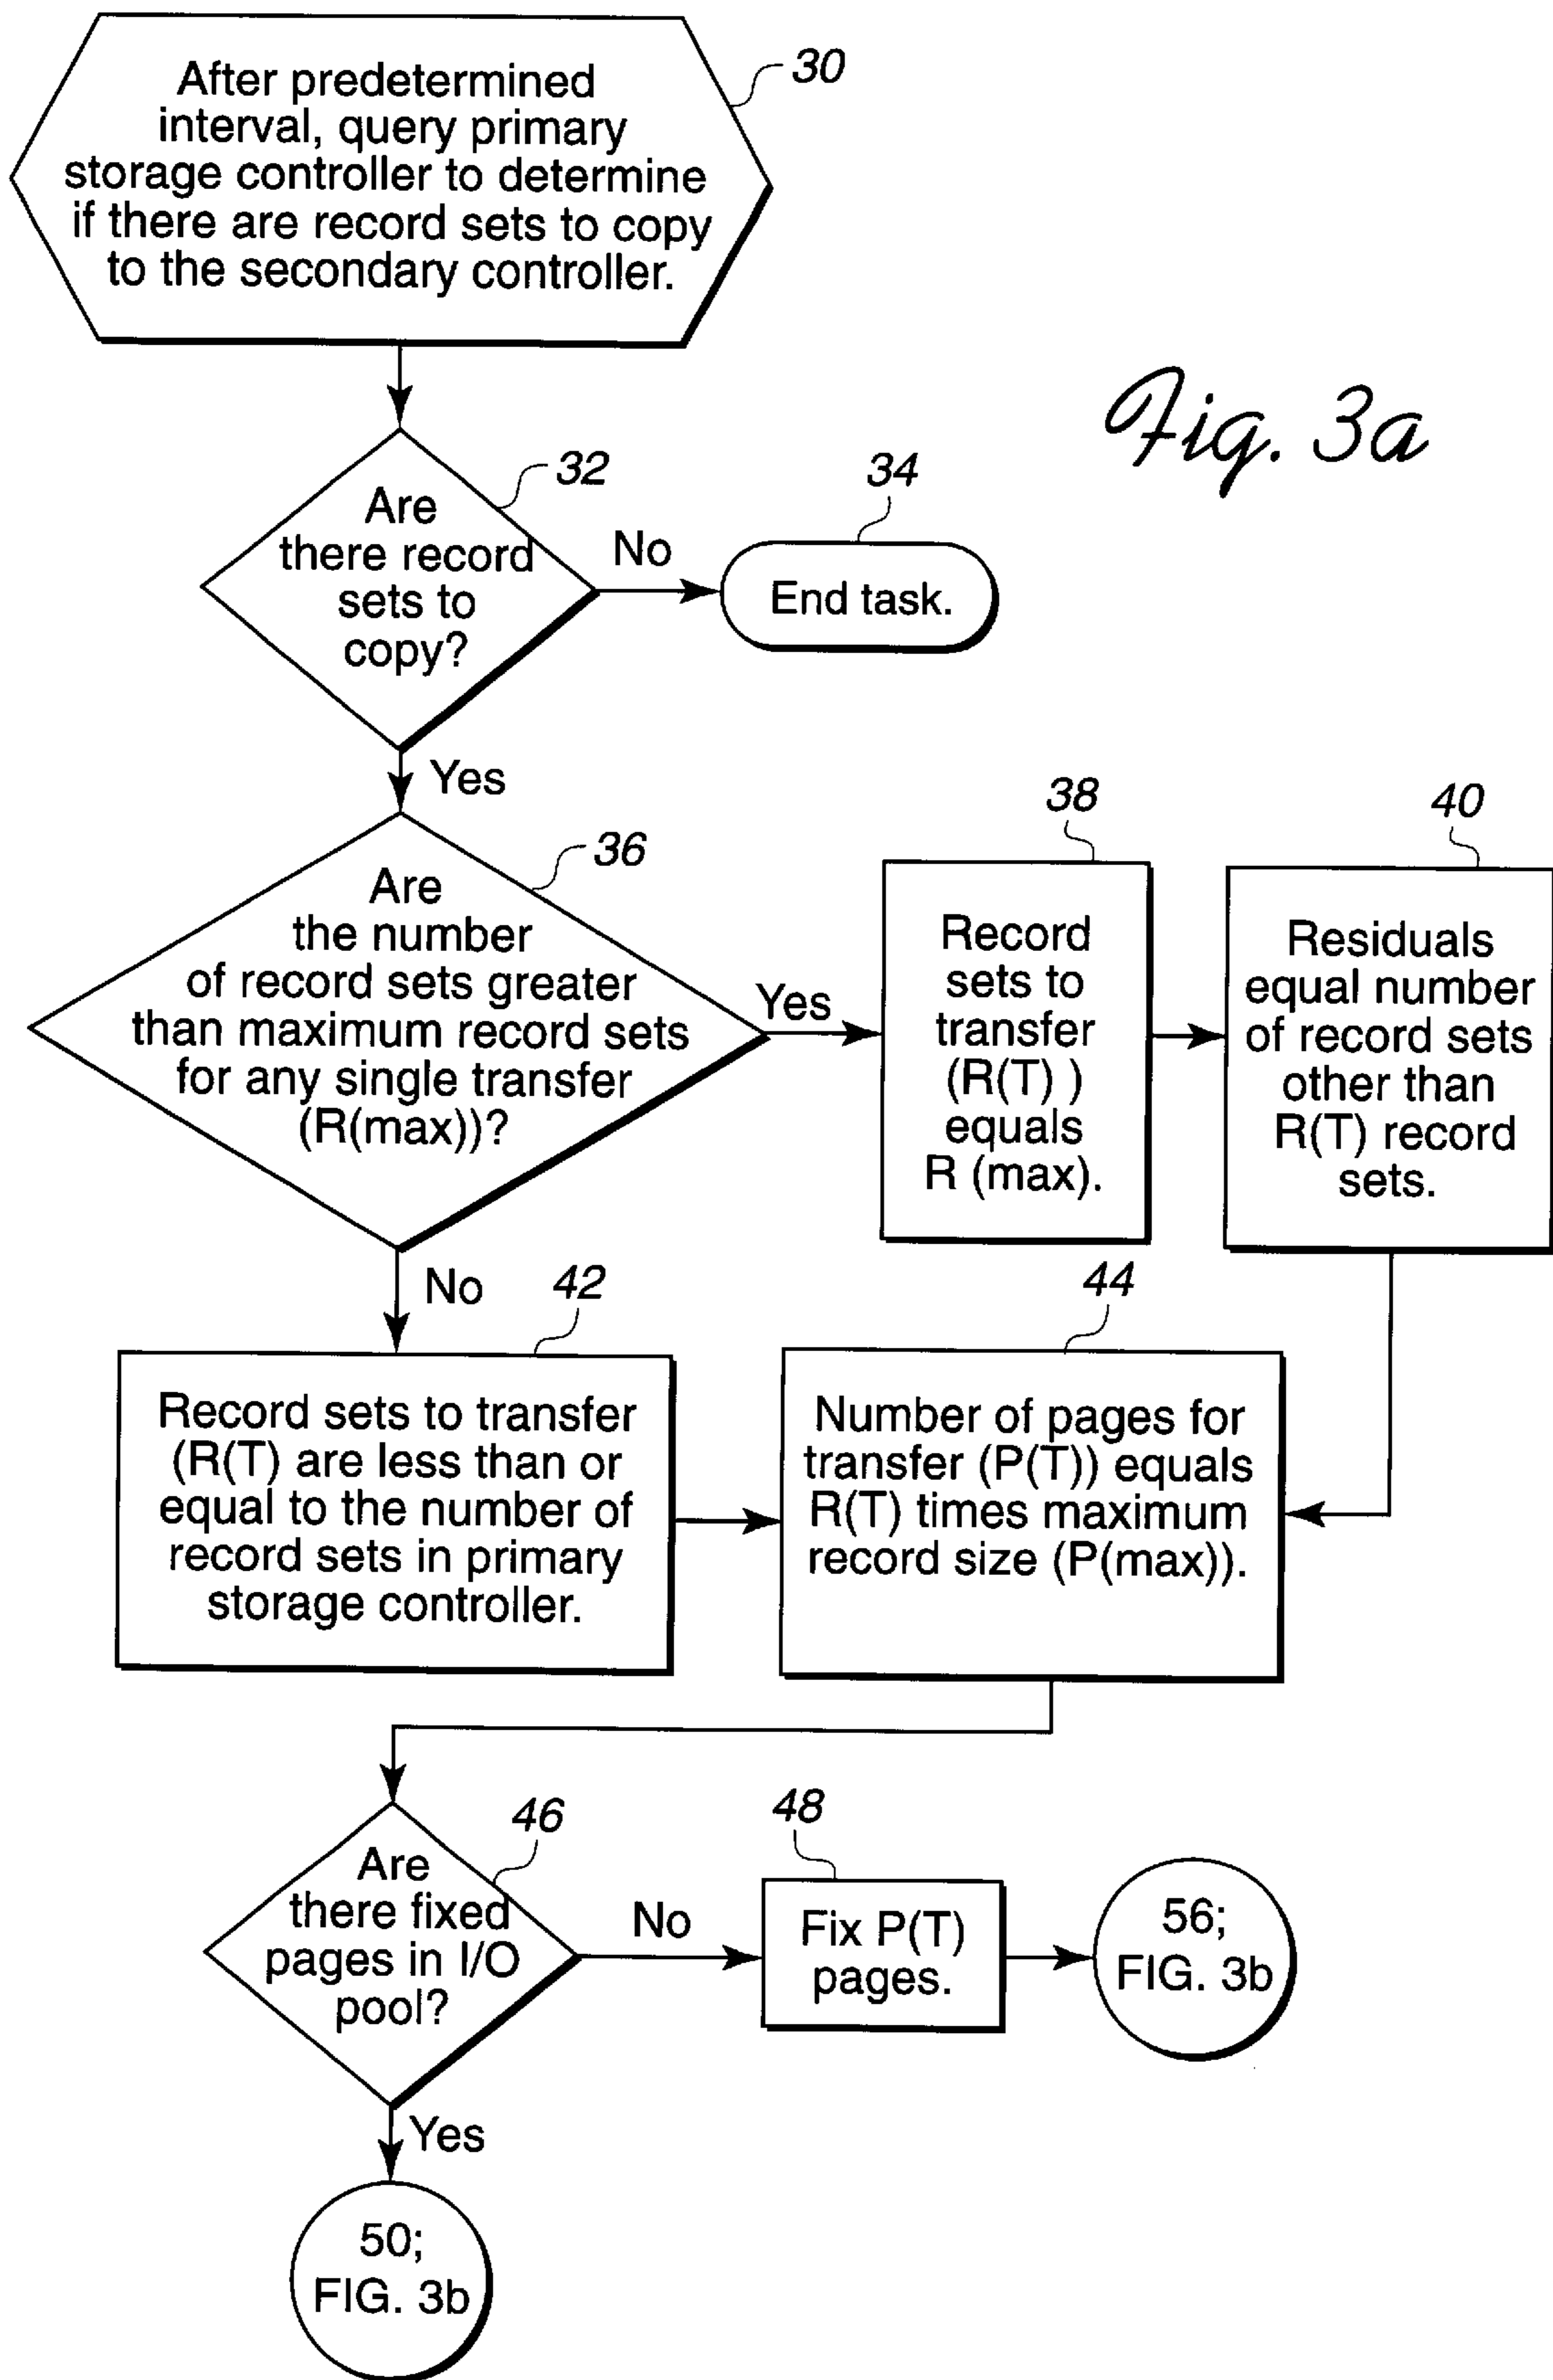 After predetermined
interval, query primary
storage controller to determine
if there are record sets to copy
to the secondary controller.
30
Fig. 3a
32
Are
there record
sets to
copy?
No
34
End task.
Yes
36
Are
the number
of record sets greater
than maximum record sets
for any single transfer
(R(max))?
Yes
38
Record
sets to
transfer
(R(T) )
equals
R (max).
40
Residuals
equal number
of record sets
other than
R(T) record
sets.
No
42
Record sets to transfer
(R(T) are less than or
equal to the number of
record sets in primary
storage controller.
44
Number of pages for
transfer (P(T)) equals
R(T) times maximum
record size (P(max)).
46
Are
there fixed
pages in I/O
pool?
No
48
Fix P(T)
pages.
56;
FIG. 3b
Yes
50;
FIG. 3b